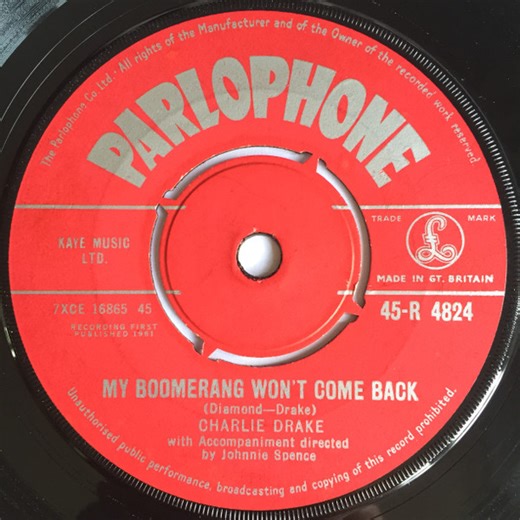 The Parlophone Co Ltd · All rights of the Manufacturer and of the Owner of the recorded work reserved.
PARLOPHONE
KAYE MUSIC
LTD.
TRADE MARK
£
MADE IN GT. BRITAIN
7XCE 16865 45
45-R 4824
RECORDING FIRST
PUBLISHED 1961
MY BOOMERANG WON'T COME BACK
(Diamond—Drake)
CHARLIE DRAKE
with Accompaniment directed
by Johnnie Spence
Unauthorised public performance, broadcasting and copying of this record prohibited.